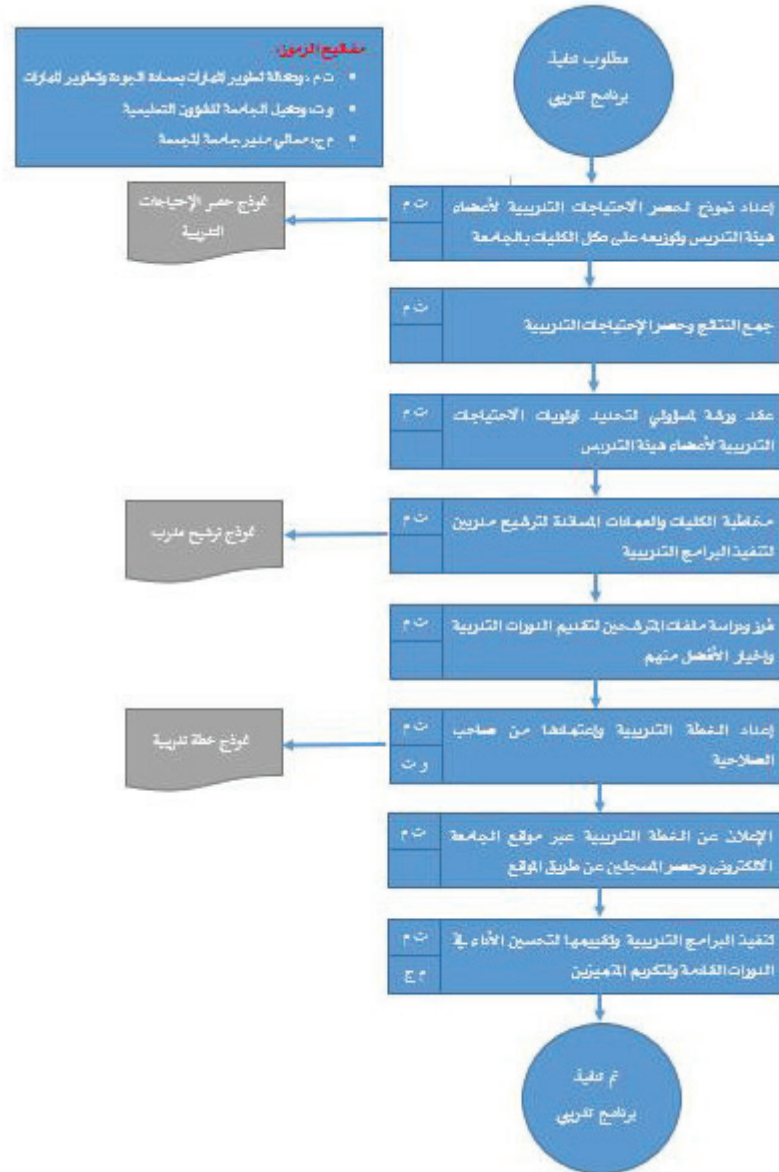 مفاتيح الرموز:
ت م: وكالة تطوير المهارات بعمادة الجودة وتطوير المهارات
و ت: وكيل الجامعة للشؤون التعليمية
م ج: معالي مدير جامعة المجمعة
مطلوب تنفيذ
برنامج تدريبي
إعداد نموذج لحصر الاحتياجات التدريبية لأعضاء
هيئة التدريس وتوزيعه على كل الكليات بالجامعة
ت م
نموذج حصر الإحتياجات
التدريبية
جمع النتائج وحصر الإحتياجات التدريبية
ت م
عقد ورشة لمسؤولي لتحديد أولويات الاحتياجات
التدريبية لأعضاء هيئة التدريس
ت م
مخاطبة الكليات والعمادات المساندة لترشيح مدربين
لتنفيذ البرامج التدريبية
ت م
نموذج ترشيح مدرب
فرز ودراسة ملفات المترشحين لتقديم الدورات التدريبية
واختيار الأفضل منهم
ت م
إعداد الخطة التدريبية وإعتمادها من صاحب
الصلاحية
ت م
و ت
نموذج خطة تدريبية
الإعلان عن الخطة التدريبية عبر موقع الجامعة
الالكتروني وحصر المسجلين عن طريق الموقع
ت م
تنفيذ البرامج التدريبية وتقييمها لتحسين الأداء في
الدورات القادمة وتكريم المتميزين
ت م
م ج
تم تنفيذ
برنامج تدريبي